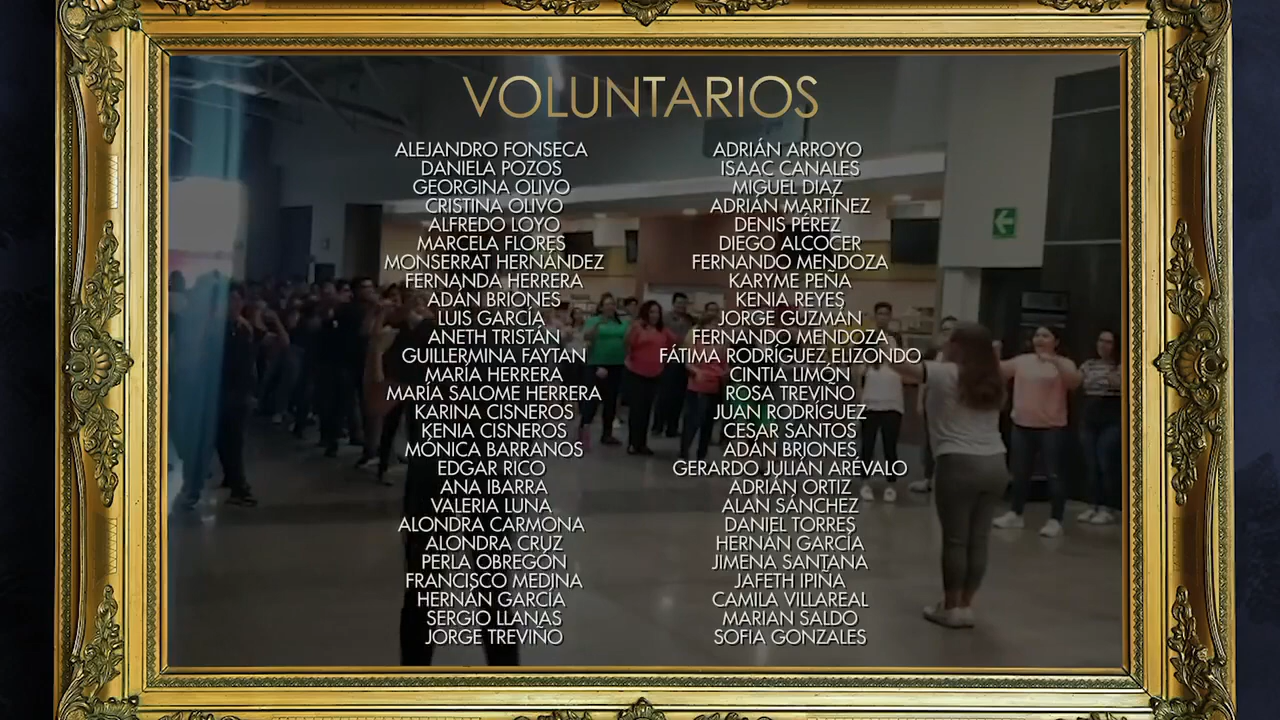 VOLUNTARIOS
ALEJANDRO FONSECA
DANIELA POZOS
GEORGINA OLIVO
CRISTINA OLIVO
ALFREDO LOYO
MARCELA FLORES
MONSERRAT HERNÁNDEZ
FERNANDA HERRERA
ADÁN BRIONES
LUIS GARCÍA
ANETH TRISTÁN
GUILLERMINA FAYTAN
MARÍA HERRERA
MARÍA SALOME HERRERA
KARINA CISNEROS
KENIA CISNEROS
MÓNICA BARRANOS
EDGAR RICO
ANA IBARRA
VALERIA LUNA
ALONDRA CARMONA
ALONDRA CRUZ
PERLA OBREGÓN
FRANCISCO MEDINA
HERNÁN GARCÍA
SERGIO LLANAS
JORGE TREVIÑO
ADRIÁN ARROYO
ISAAC CANALES
MIGUEL DIAZ
ADRIÁN MARTÍNEZ
DENIS PÉREZ
DIEGO ALCOCER
FERNANDO MENDOZA
KARYME PEÑA
KENIA REYES
JORGE GUZMÁN
FERNANDO MENDOZA
FÁTIMA RODRÍGUEZ ELIZONDO
CINTIA LIMÓN
ROSA TREVIÑO
JUAN RODRÍGUEZ
CESAR SANTOS
ADÁN BRIONES
GERARDO JULIÁN ARÉVALO
ADRIÁN ORTIZ
ALAN SÁNCHEZ
DANIEL TORRES
HERNÁN GARCÍA
JIMENA SANTANA
JAFETH IPIÑA
CAMILA VILLAREAL
MARIAN SALDO
SOFIA GONZALES